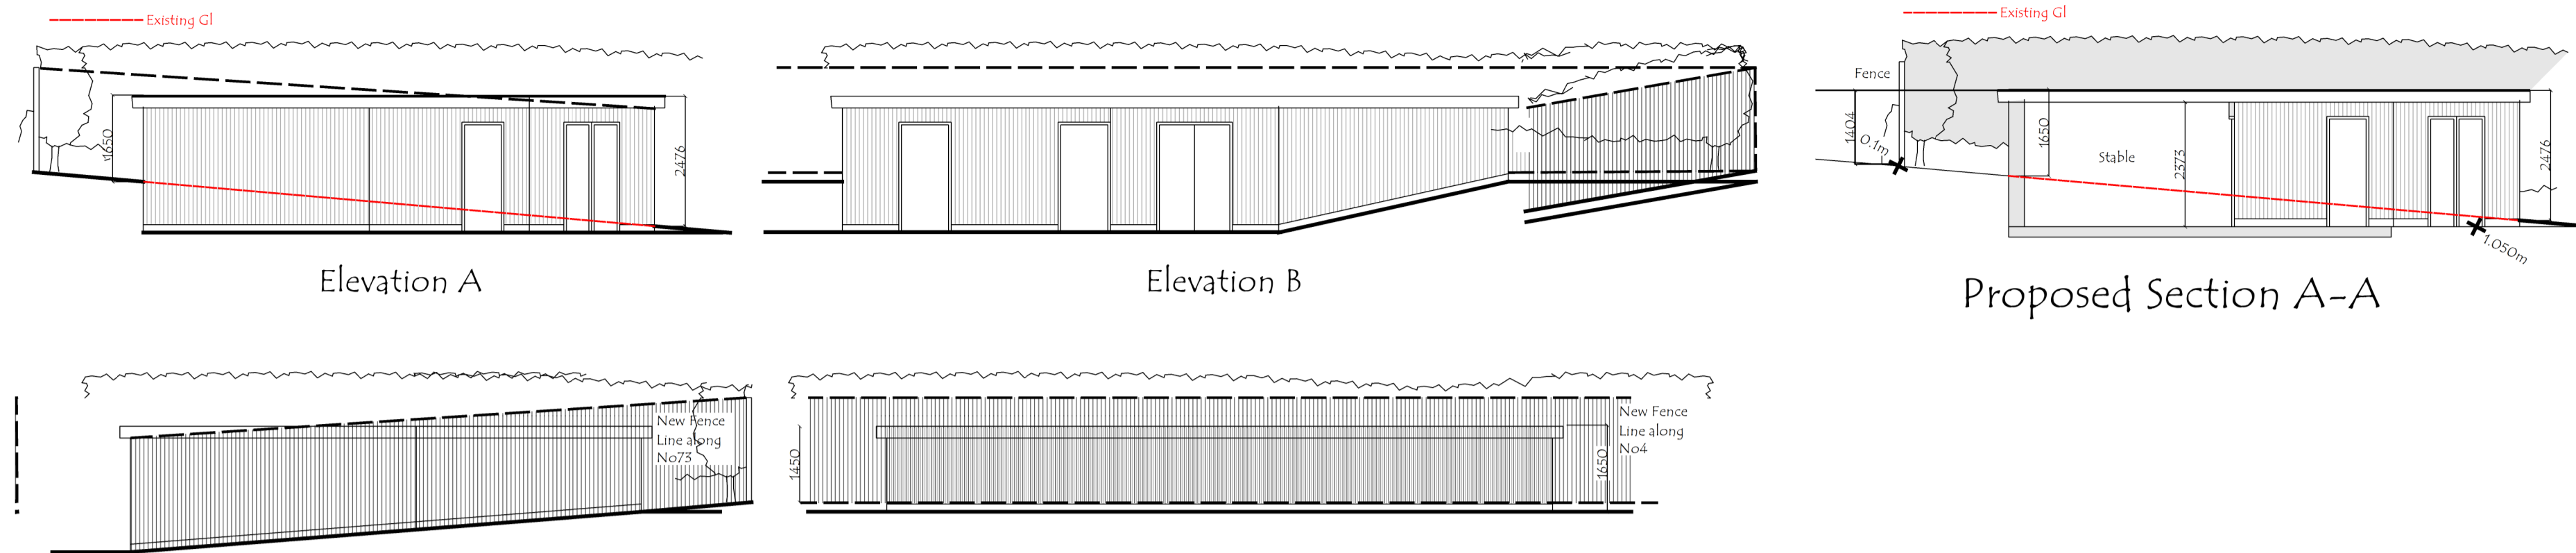 Existing Gl
1650
2476
Elevation A
Elevation B
Existing Gl
Fence
1404
0.1m
1650
Stable
2373
2476
1.050m
Proposed Section A-A
New Fence
Line along
No73
1450
1650
New Fence
Line along
No4